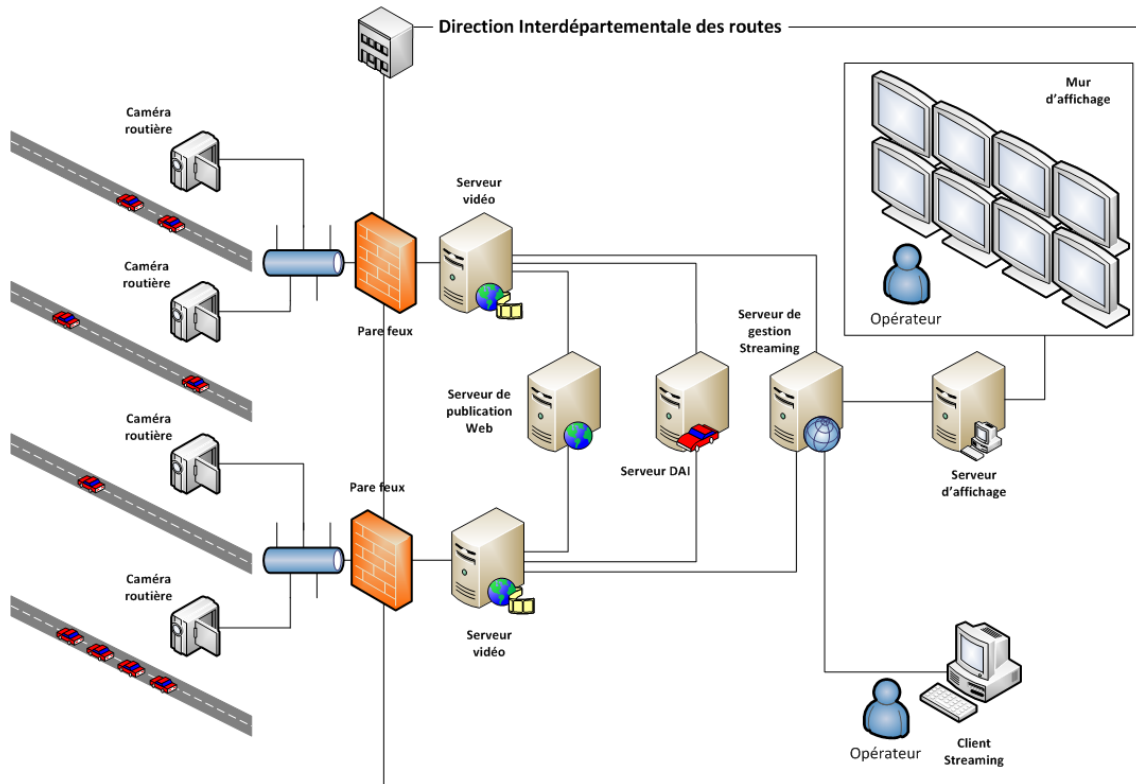 Direction Interdépartementale des routes
Mur
d'affichage
Caméra
routière
Serveur
vidéo
Caméra
routière
Pare feux
Opérateur
Serveur de
gestion
Streaming
Serveur de
publication
Web
Caméra
routière
Serveur DAI
Serveur
d'affichage
Pare feux
Caméra
routière
Serveur
vidéo
Opérateur
Client
Streaming